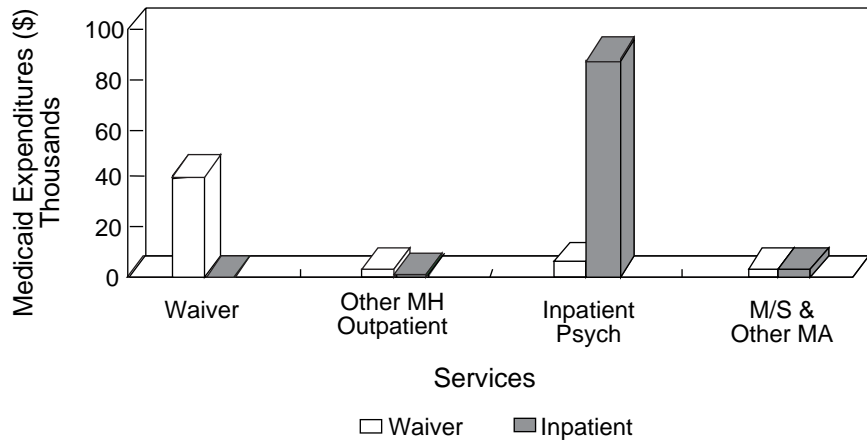 Medicaid Expenditures ($)
Thousands
100
80
60
40
20
0
Waiver
Other MH
Outpatient
Inpatient
Psych
M/S &
Other MA
Services
Waiver
Inpatient